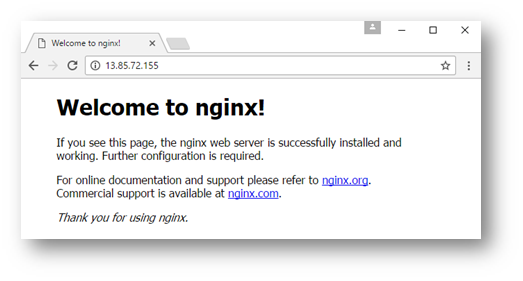 Welcome to nginx!
13.85.72.155
Welcome to nginx!
If you see this page, the nginx web server is successfully installed and
working. Further configuration is required.
For online documentation and support please refer to nginx.org.
Commercial support is available at nginx.com.
Thank you for using nginx.